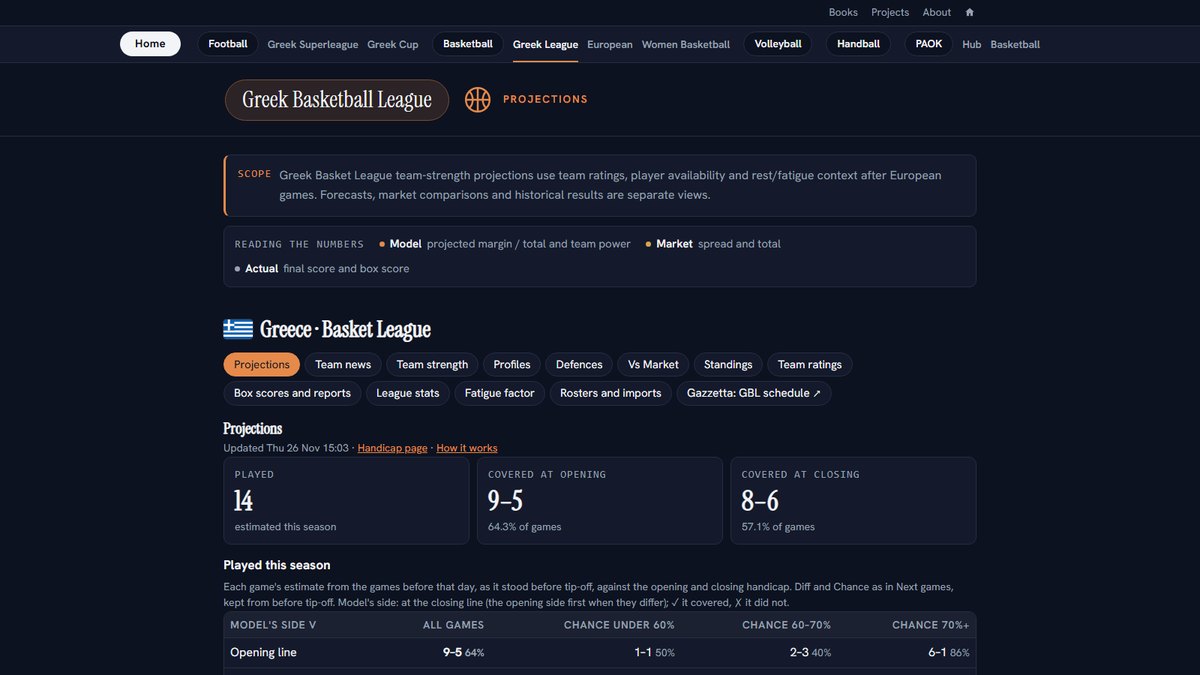 Books Projects About
Home Football Greek Superleague Greek Cup Basketball Greek League European Women Basketball Volleyball Handball PAOK Hub Basketball
Greek Basketball League PROJECTIONS
SCOPE Greek Basket League team-strength projections use team ratings, player availability and rest/fatigue context after European
games. Forecasts, market comparisons and historical results are separate views.
READING THE NUMBERS Model projected margin / total and team power Market spread and total
Actual final score and box score
Greece · Basket League
Projections Team news Team strength Profiles Defences Vs Market Standings Team ratings
Box scores and reports League stats Fatigue factor Rosters and imports Gazzetta: GBL schedule ↗
Projections
Updated Thu 26 Nov 15:03 · Handicap page · How it works
PLAYED COVERED AT OPENING COVERED AT CLOSING
14 9–5 8–6
estimated this season 64.3% of games 57.1% of games
Played this season
Each game's estimate from the games before that day, as it stood before tip-off, against the opening and closing handicap. Diff and Chance as in Next games,
kept from before tip-off. Model's side: at the closing line (the opening side first when they differ); ✓ it covered, ✗ it did not.
MODEL'S SIDE V ALL GAMES CHANCE UNDER 60% CHANCE 60-70% CHANCE 70%+
Opening line 9–5 64% 1–1 50% 2–3 40% 6–1 86%